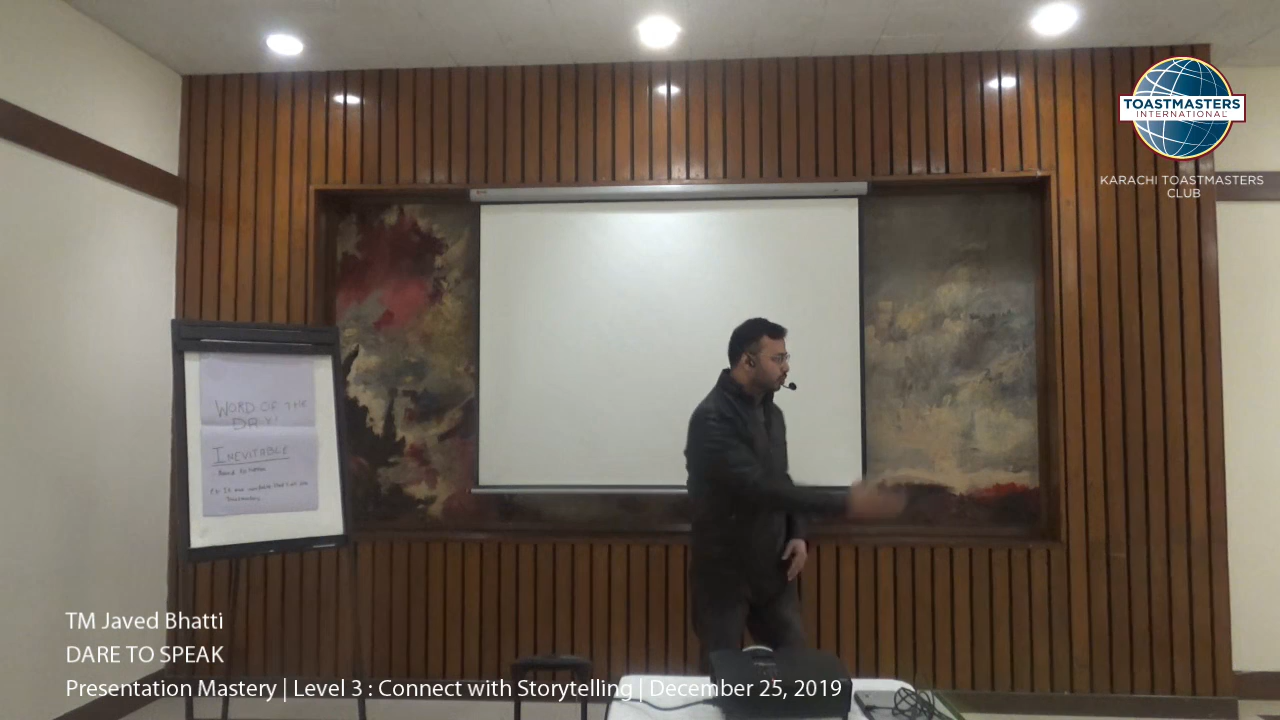 TOASTMASTERS
INTERNATIONAL
KARACHI TOASTMASTERS
CLUB
WORD OF THE
DAY!
INEVITABLE
TM Javed Bhatti
DARE TO SPEAK
Presentation Mastery | Level 3 : Connect with Storytelling | December 25, 2019